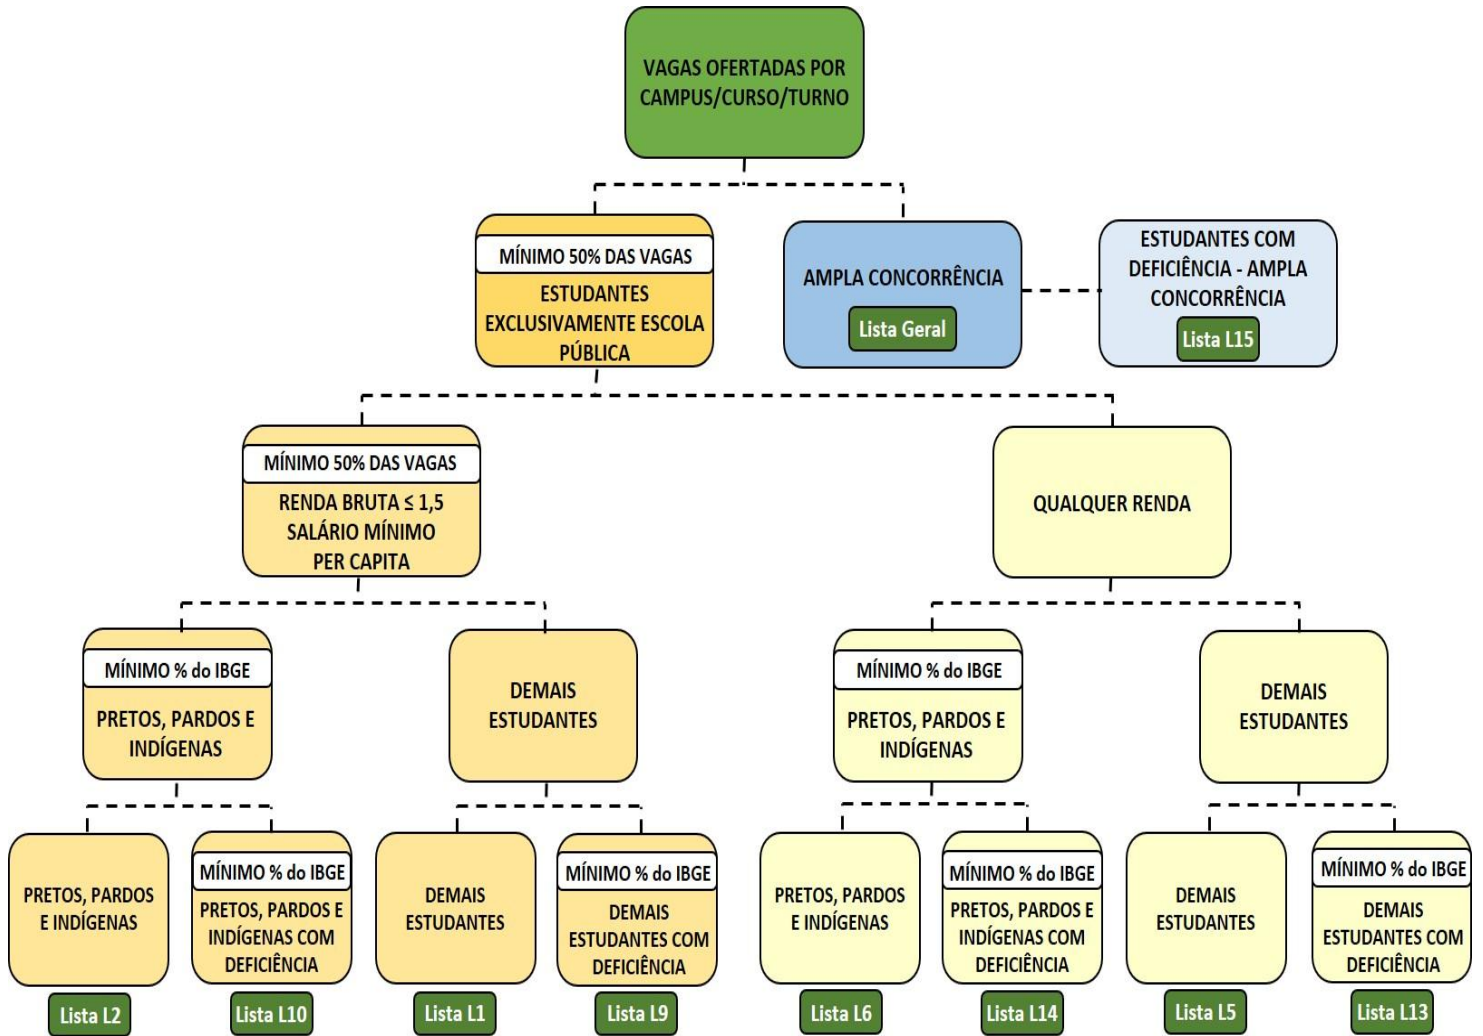 VAGAS OFERTADAS POR
CAMPUS/CURSO/TURNO
MÍNIMO 50% DAS VAGAS
ESTUDANTES
EXCLUSIVAMENTE ESCOLA
PÚBLICA
AMPLA CONCORRÊNCIA
Lista Geral
ESTUDANTES COM
DEFICIÊNCIA - AMPLA
CONCORRÊNCIA
Lista L15
MÍNIMO 50% DAS VAGAS
RENDA BRUTA ≤ 1,5
SALÁRIO MÍNIMO
PER CAPITA
QUALQUER RENDA
MÍNIMO % do IBGE
PRETOS, PARDOS E
INDÍGENAS
DEMAIS
ESTUDANTES
MÍNIMO % do IBGE
PRETOS, PARDOS E
INDÍGENAS
DEMAIS
ESTUDANTES
PRETOS, PARDOS
E INDÍGENAS
Lista L2
MÍNIMO % do IBGE
PRETOS, PARDOS E
INDÍGENAS COM
DEFICIÊNCIA
Lista L10
DEMAIS
ESTUDANTES
Lista L1
MÍNIMO % do IBGE
DEMAIS
ESTUDANTES COM
DEFICIÊNCIA
Lista L9
PRETOS, PARDOS
E INDÍGENAS
Lista L6
MÍNIMO % do IBGE
PRETOS, PARDOS E
INDÍGENAS COM
DEFICIÊNCIA
Lista L14
DEMAIS
ESTUDANTES
Lista L5
MÍNIMO % do IBGE
DEMAIS
ESTUDANTES COM
DEFICIÊNCIA
Lista L13